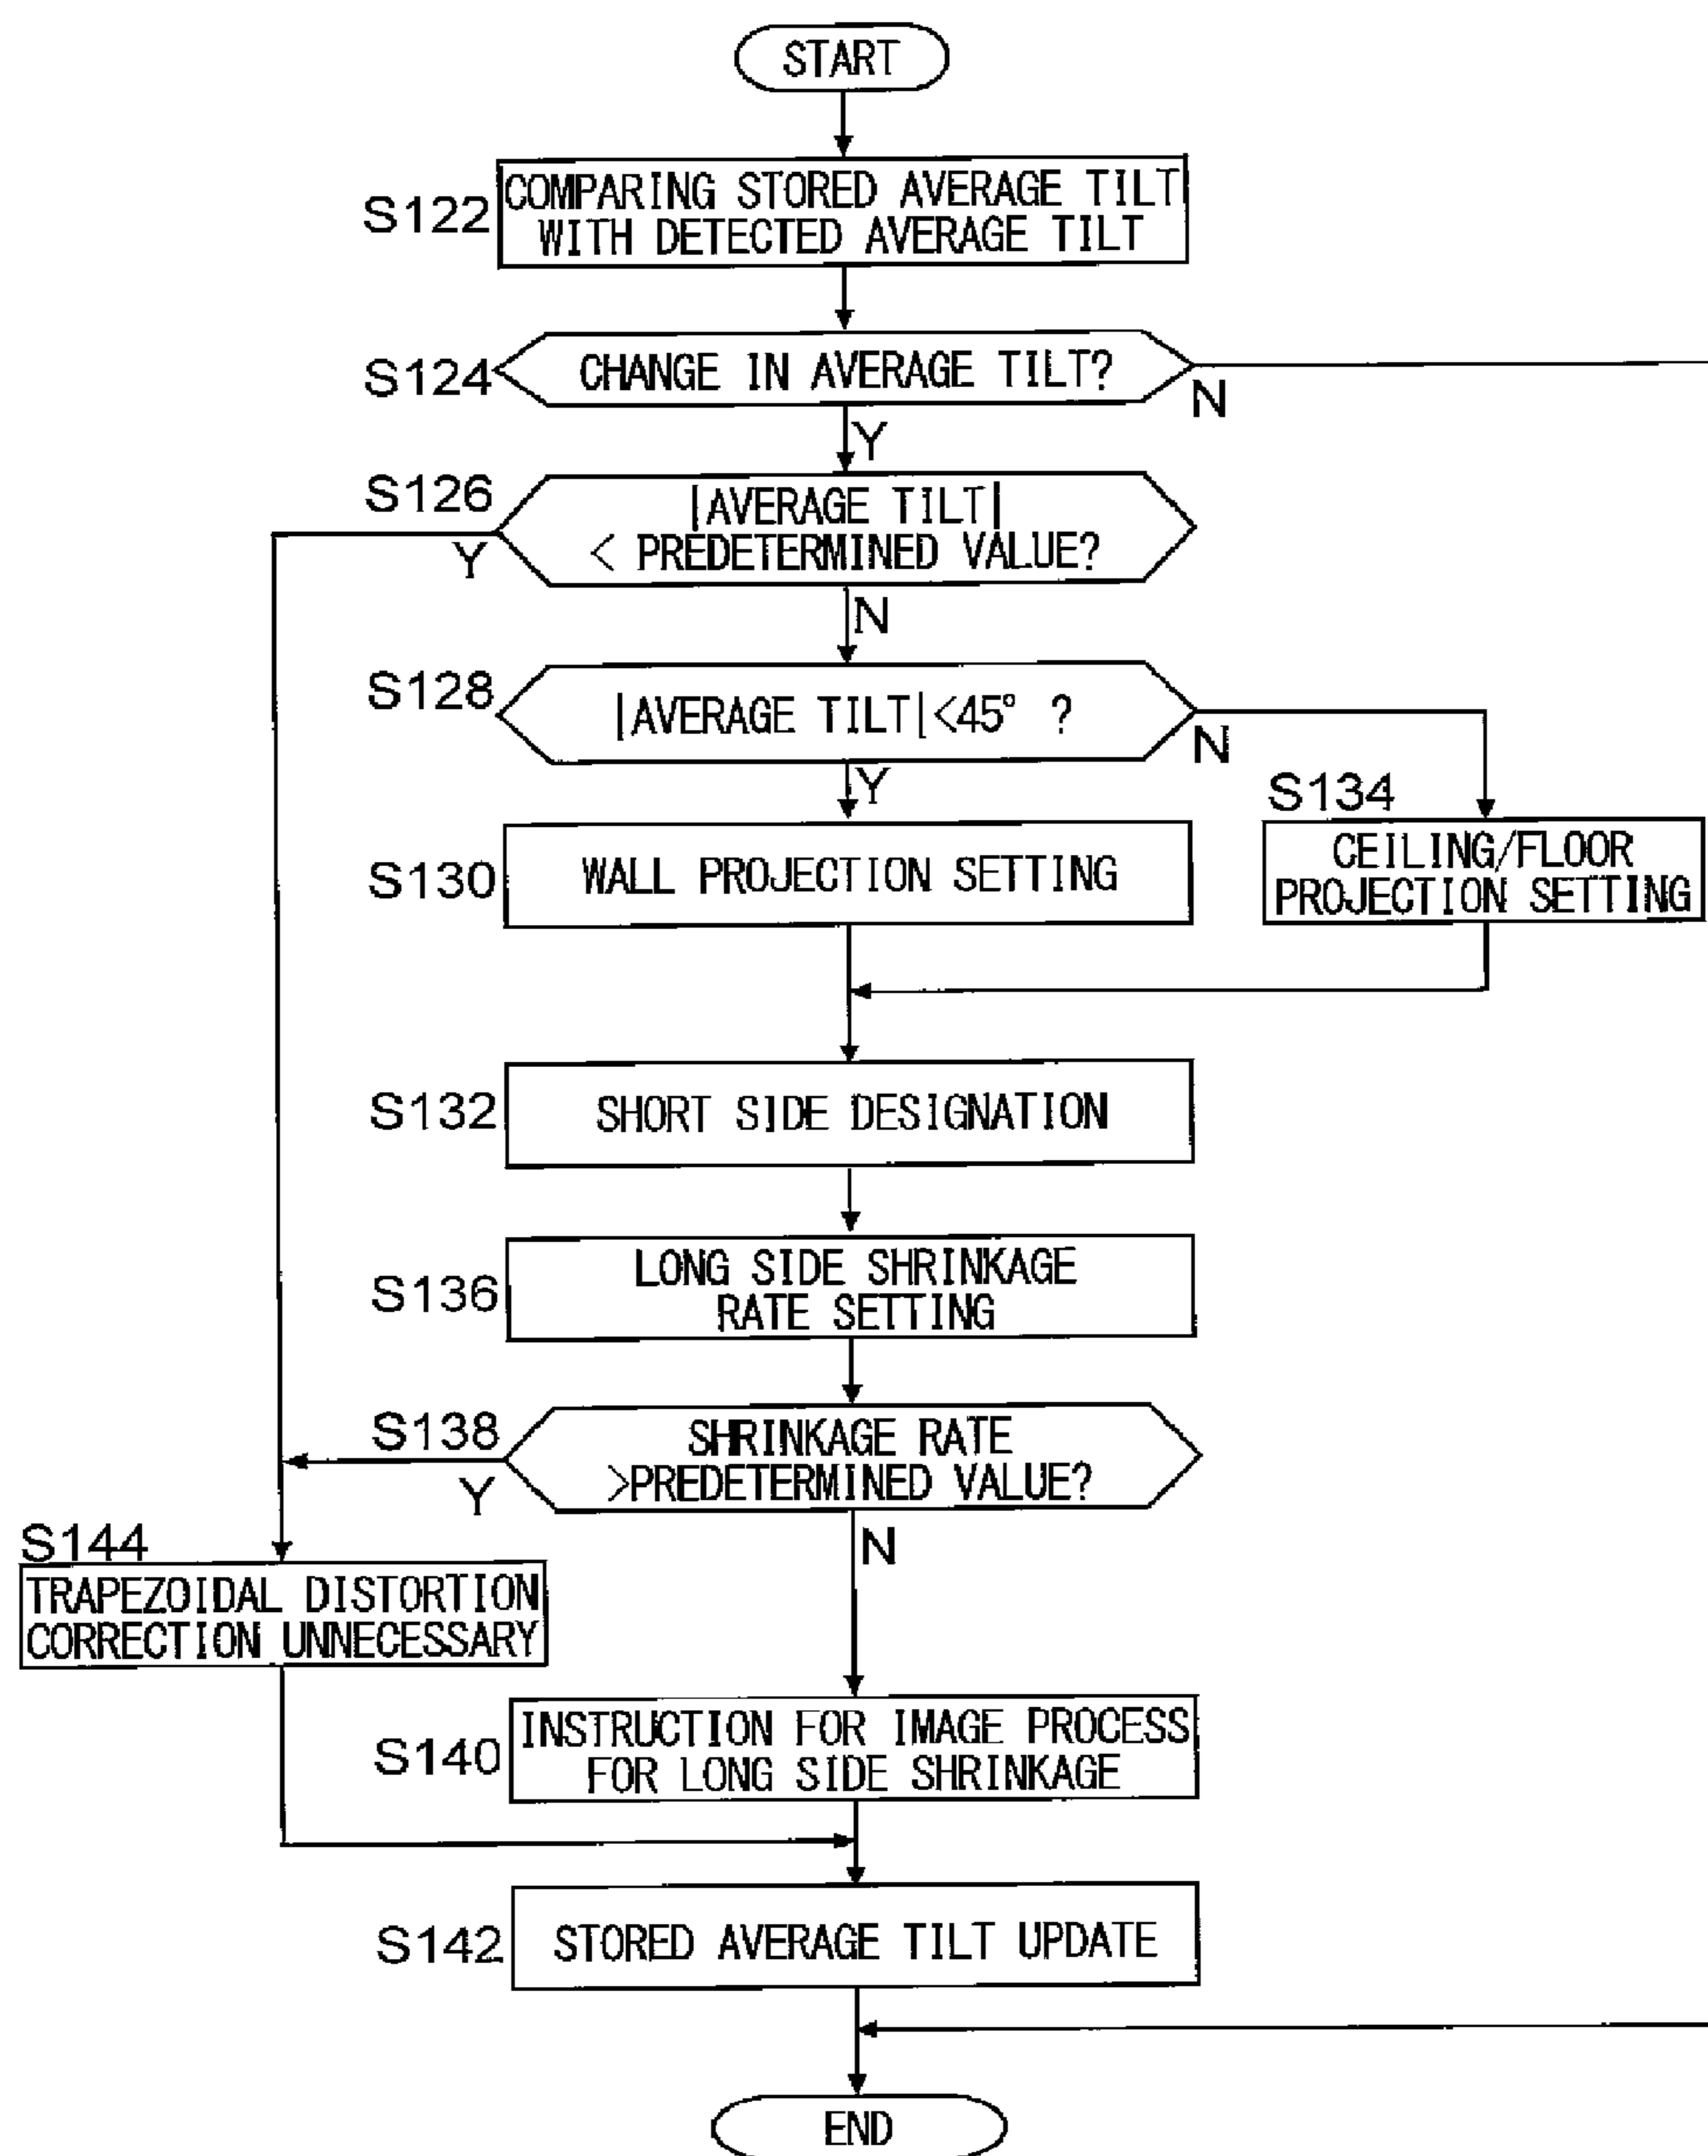 START
S122
COMPARING STORED AVERAGE TILT
WITH DETECTED AVERAGE TILT
S124
CHANGE IN AVERAGE TILT?
N
Y
S126
|AVERAGE TILT|
< PREDETERMINED VALUE?
Y
N
S128
|AVERAGE TILT|<45° ?
N
Y
S134
CEILING/FLOOR
PROJECTION SETTING
S130
WALL PROJECTION SETTING
S132
SHORT SIDE DESIGNATION
S136
LONG SIDE SHRINKAGE
RATE SETTING
S138
SHRINKAGE RATE
>PREDETERMINED VALUE?
Y
N
S144
TRAPEZOIDAL DISTORTION
CORRECTION UNNECESSARY
S140
INSTRUCTION FOR IMAGE PROCESS
FOR LONG SIDE SHRINKAGE
S142
STORED AVERAGE TILT UPDATE
END